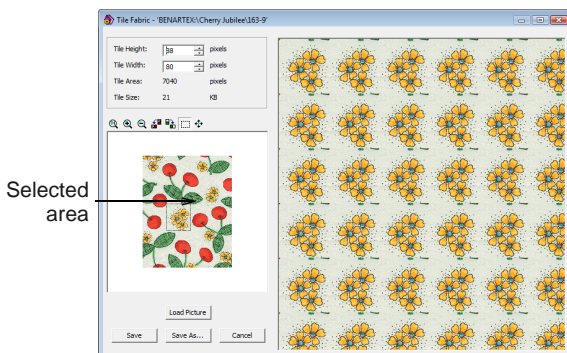 Tile Fabric - 'BENARTEX:\Cherry Jubilee\163-9'
Tile Height: 88 pixels
Tile Width: 80 pixels
Tile Area: 7040 pixels
Tile Size: 21 KB
Selected
area
Load Picture
Save Save As... Cancel